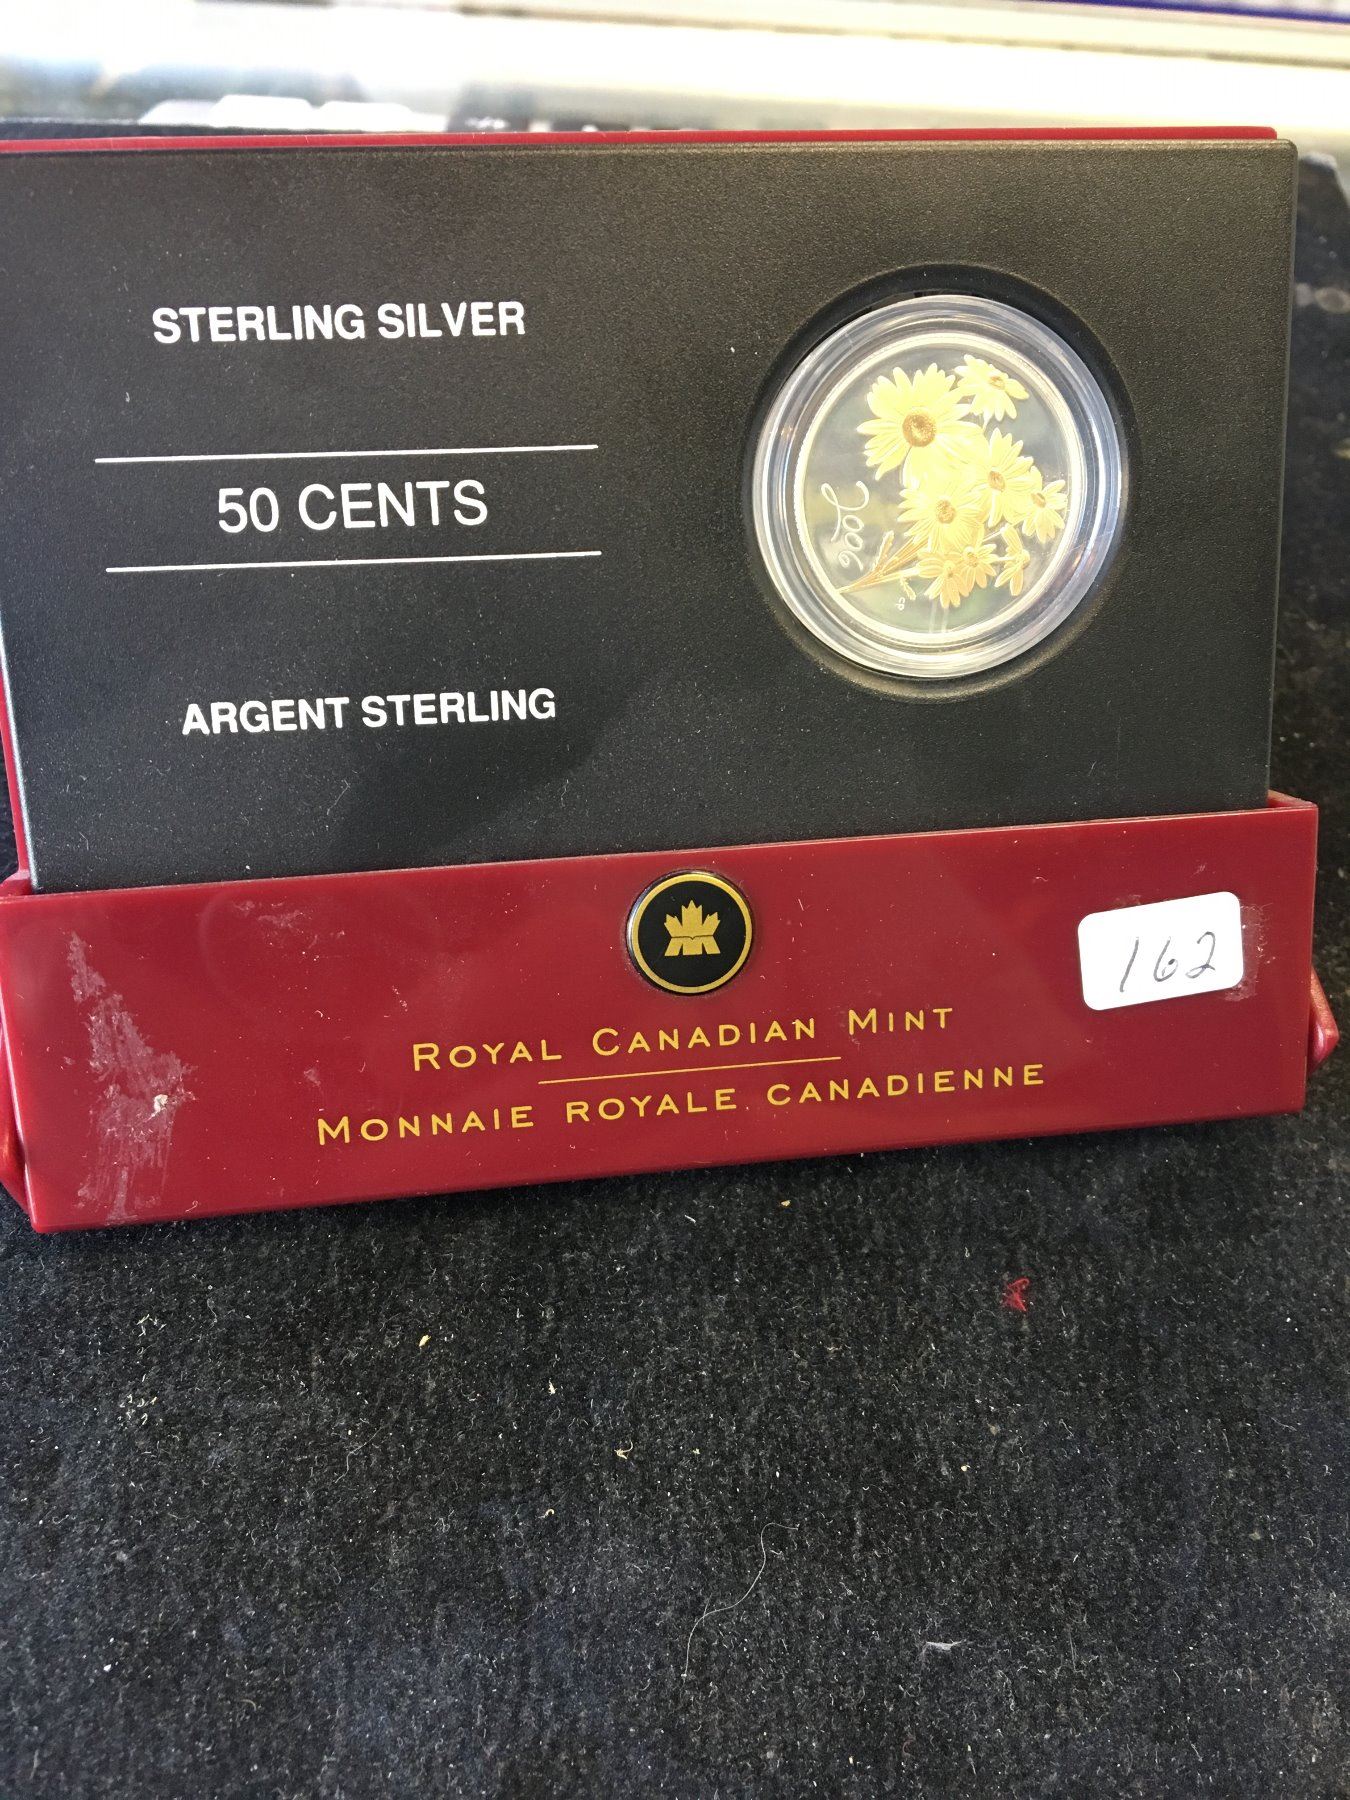 STERLING SILVER
50 CENTS
ARGENT STERLING
2006
162
ROYAL CANADIAN MINT
MONNAIE ROYALE CANADIENNE